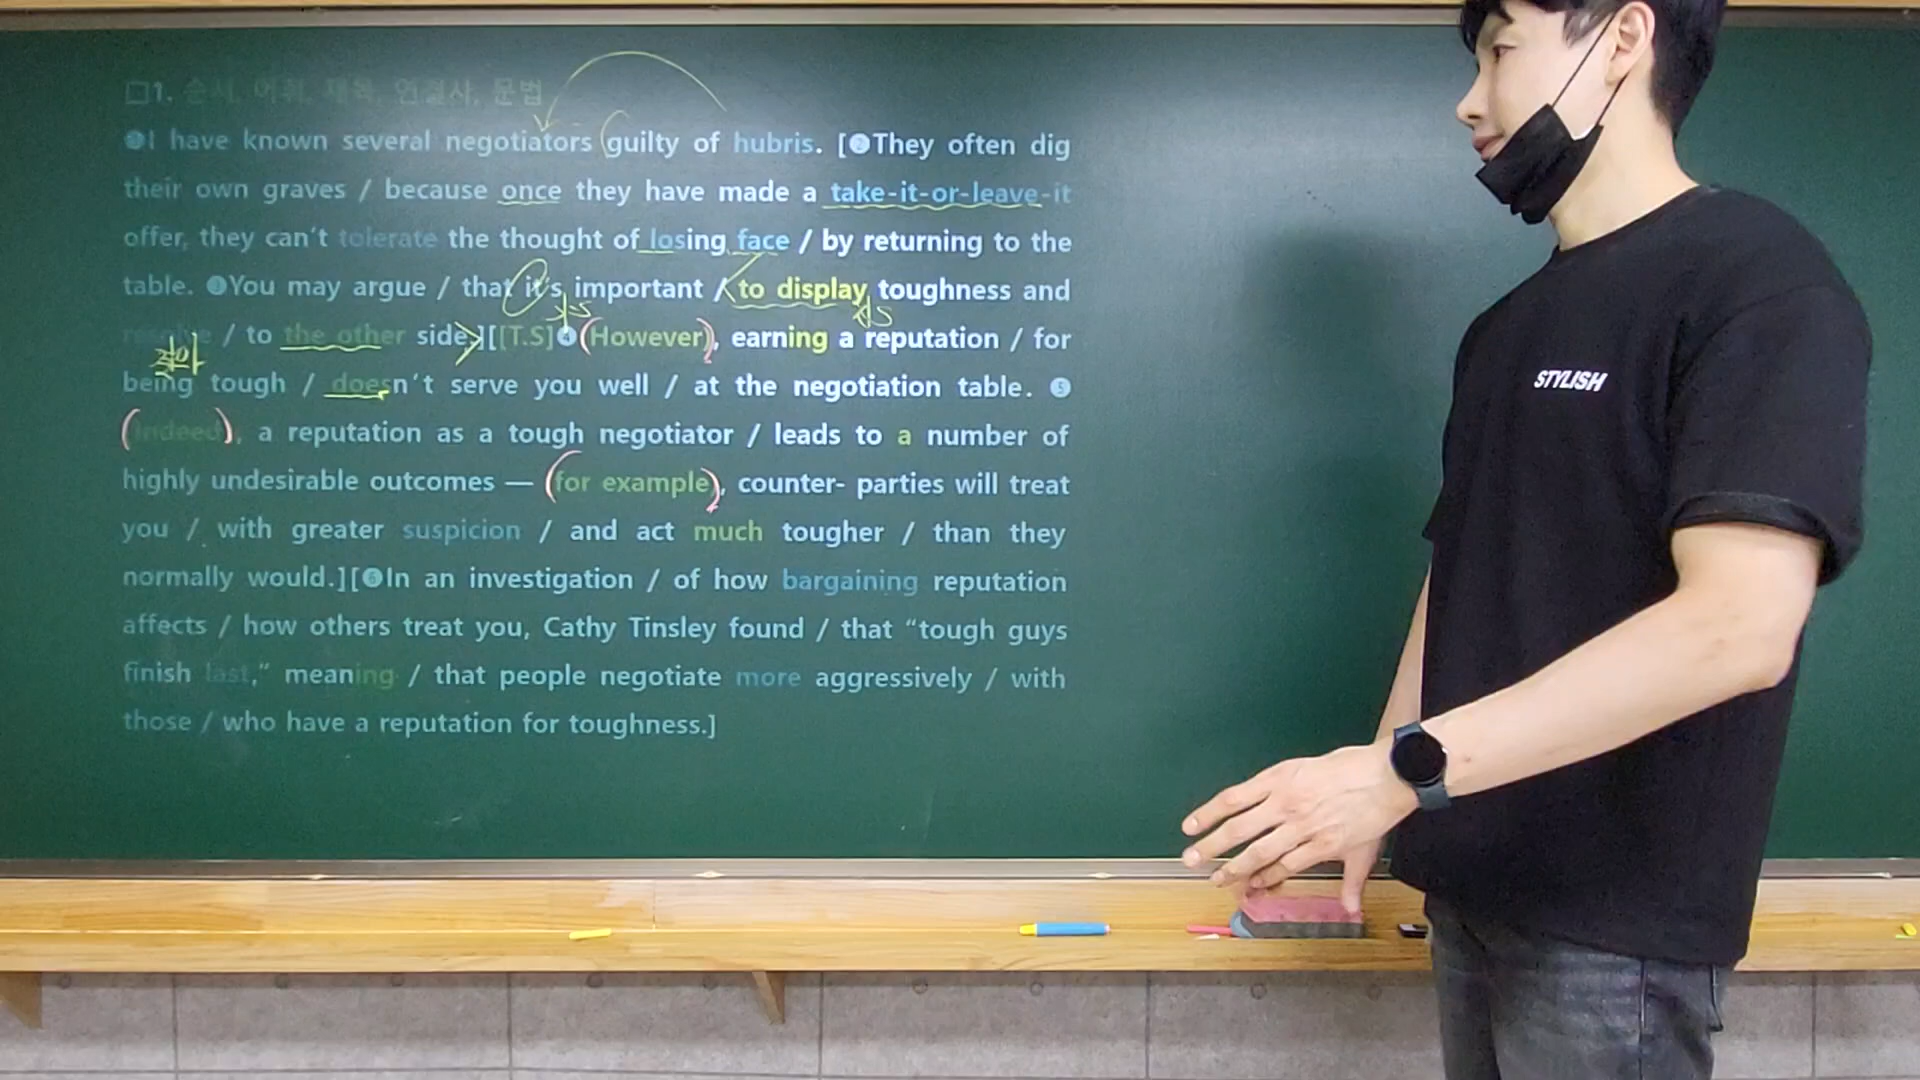 □1. 순서, 어휘, 제목, 연결사, 문법
❶I have known several negotiators guilty of hubris. [❷They often dig
their own graves / because once they have made a take-it-or-leave-it
offer, they can't tolerate the thought of losing face / by returning to the
table. ❸You may argue / that it's important / to display toughness and
resolve / to the other side.][[T.S]❹(However), earning a reputation / for
being tough / doesn't serve you well / at the negotiation table. ❺
(Indeed), a reputation as a tough negotiator / leads to a number of
highly undesirable outcomes — (for example), counter- parties will treat
you / with greater suspicion / and act much tougher / than they
normally would.][❻In an investigation / of how bargaining reputation
affects / how others treat you, Cathy Tinsley found / that “tough guys
finish last,” meaning / that people negotiate more aggressively / with
those / who have a reputation for toughness.]
STYLISH